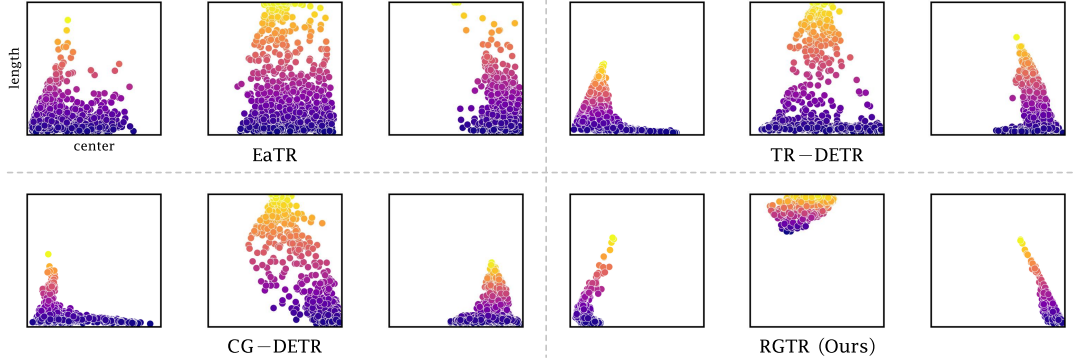 length
center
EaTR
TR−DETR
CG−DETR
RGTR (Ours)